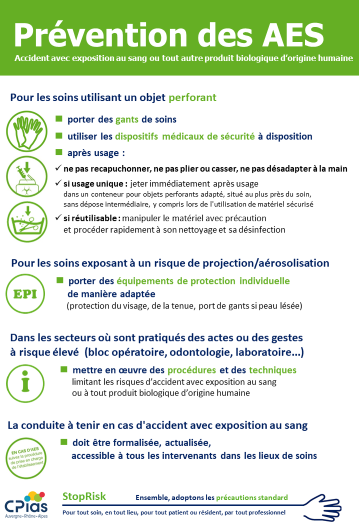 Prévention des AES
Accident avec exposition au sang ou tout autre produit biologique d'origine humaine
Pour les soins utilisant un objet perforant
porter des gants de soins
utiliser les dispositifs médicaux de sécurité à disposition
après usage :
✓ ne pas recapuchonner, ne pas plier ou casser, ne pas désadapter à la main
✓ si usage unique : jeter immédiatement après usage
dans un conteneur pour objets perforants adapté, situé au plus près du soin,
sans dépose intermédiaire, y compris lors de l'utilisation de matériel sécurisé
✓ si réutilisable : manipuler le matériel avec précaution
et procéder rapidement à son nettoyage et sa désinfection
Pour les soins exposant à un risque de projection/aérosolisation
EPI
porter des équipements de protection individuelle
de manière adaptée
(protection du visage, de la tenue, port de gants si peau lésée)
Dans les secteurs où sont pratiqués des actes ou des gestes
à risque élevé (bloc opératoire, odontologie, laboratoire...)
i
mettre en œuvre des procédures et des techniques
limitant les risques d'accident avec exposition au sang
ou à tout produit biologique d'origine humaine
La conduite à tenir en cas d'accident avec exposition au sang
EN CAS D'AES
doit être formalisée, actualisée,
accessible à tous les intervenants dans les lieux de soins
CPias
Auvergne-Rhône-Alpes
StopRisk
Ensemble, adoptons les précautions standard
Pour tout soin, en tout lieu, pour tout patient ou résident, par tout professionnel